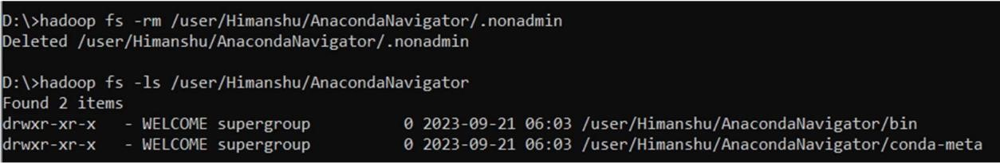 D:\>hadoop fs -rm /user/Himanshu/AnacondaNavigator/.nonadmin
Deleted /user/Himanshu/AnacondaNavigator/.nonadmin
D:\>hadoop fs -ls /user/Himanshu/AnacondaNavigator
Found 2 items
drwxr-xr-x   - WELCOME supergroup          0 2023-09-21 06:03 /user/Himanshu/AnacondaNavigator/bin
drwxr-xr-x   - WELCOME supergroup          0 2023-09-21 06:03 /user/Himanshu/AnacondaNavigator/conda-meta